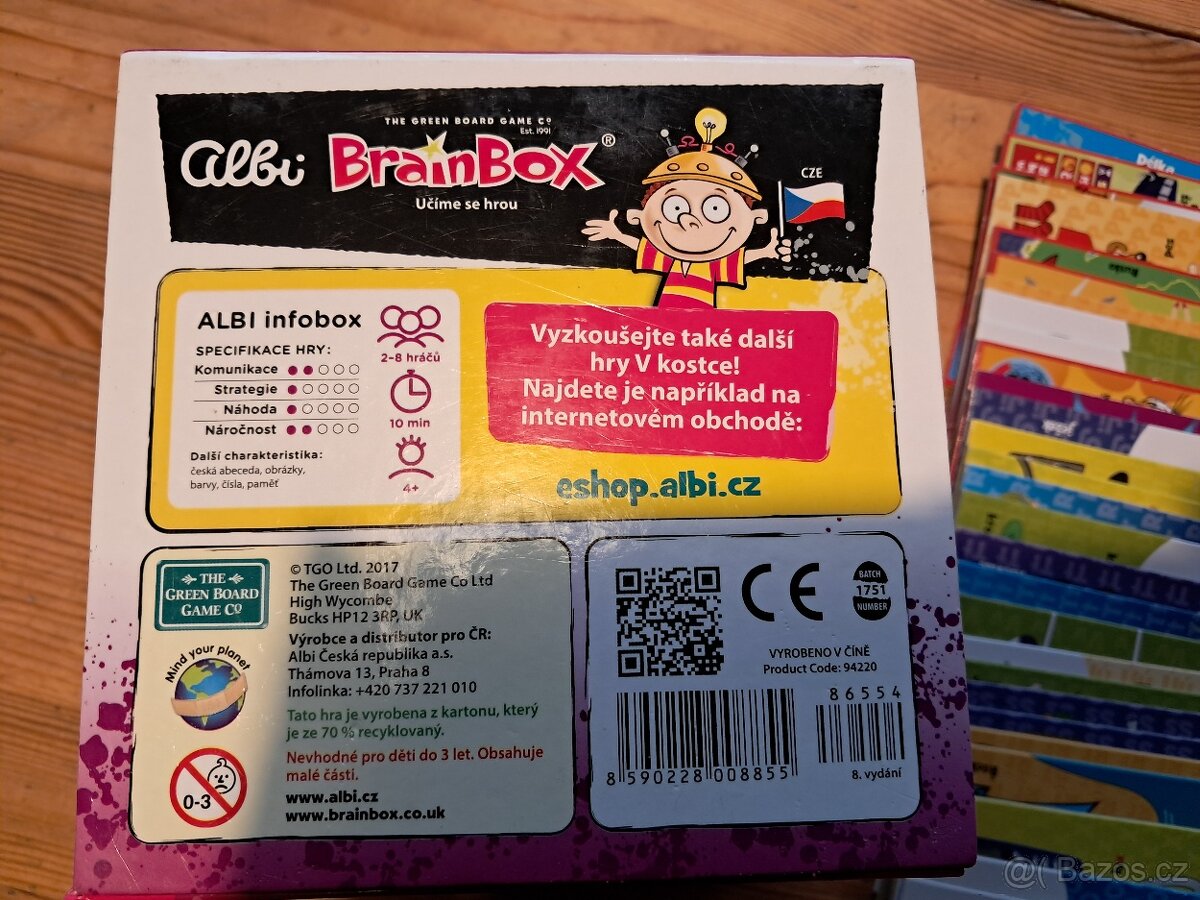 THE GREEN BOARD GAME Cº
Est. 1991
albi BRAINBOX®
Učíme se hrou
CZE
ALBI infobox
SPECIFIKACE HRY:
Komunikace
Strategie
Náhoda
Náročnost
Další charakteristika:
česká abeceda, obrázky,
barvy, čísla, paměť
2-8 hráčů
10 min
4+
Vyzkoušejte také další
hry V kostce!
Najdete je například na
internetovém obchodě:
eshop.albi.cz
THE
GREEN BOARD
GAME Cº
Mind your planet
0-3
© TGO Ltd. 2017
The Green Board Game Co Ltd
High Wycombe
Bucks HP12 3RP, UK
Výrobce a distributor pro ČR:
Albi Česká republika a.s.
Thámova 13, Praha 8
Infolinka: +420 737 221 010
Tato hra je vyrobena z kartonu, který
je ze 70 % recyklovaný.
Nevhodné pro děti do 3 let. Obsahuje
malé části.
www.albi.cz
www.brainbox.co.uk
CE
BATCH
1751
NUMBER
VYROBENO V ČÍNĚ
Product Code: 94220
86554
8 590228 008855
8. vydání
Délka
Rusko
@( Bazos.cz